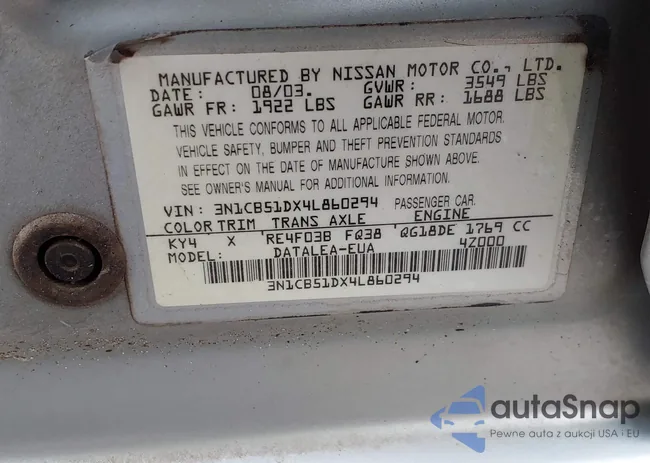 MANUFACTURED BY NISSAN MOTOR CO., LTD.
DATE: 08/03. GVWR: 3549 LBS
GAWR FR: 1922 LBS GAWR RR: 1688 LBS
THIS VEHICLE CONFORMS TO ALL APPLICABLE FEDERAL MOTOR
VEHICLE SAFETY, BUMPER AND THEFT PREVENTION STANDARDS
IN EFFECT ON THE DATE OF MANUFACTURE SHOWN ABOVE.
SEE OWNER'S MANUAL FOR ADDITIONAL INFORMATION.
VIN: 3N1CB51DX4L860294 PASSENGER CAR.
COLOR TRIM TRANS AXLE ENGINE
KY4 X RE4F03B FQ38 QG18DE 1769 CC
MODEL: DATALEA-EUA 4Z000
3N1CB51DX4L860294
autaSnap
Pewne auta z aukcji USA i EU